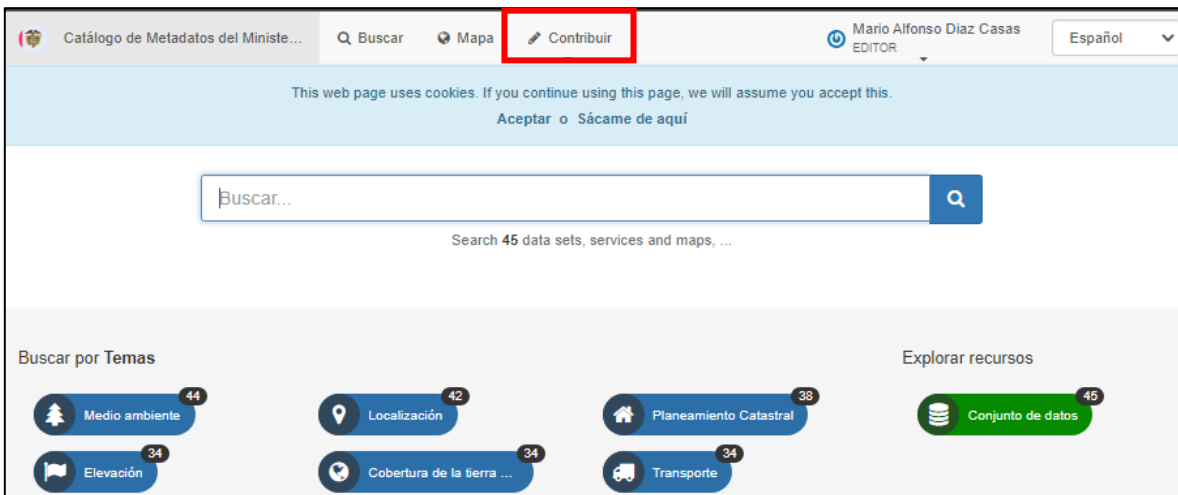 Catálogo de Metadatos del Ministe... Buscar Mapa Contribuir Mario Alfonso Diaz Casas Español
EDITOR
This web page uses cookies. If you continue using this page, we will assume you accept this.
Aceptar o Sácame de aquí
Buscar...
Search 45 data sets, services and maps, ...
Buscar por Temas Explorar recursos
Medio ambiente 44 Localización 42 Planeamiento Catastral 38 Conjunto de datos 45
Elevación 34 Cobertura de la tierra ... 34 Transporte 34